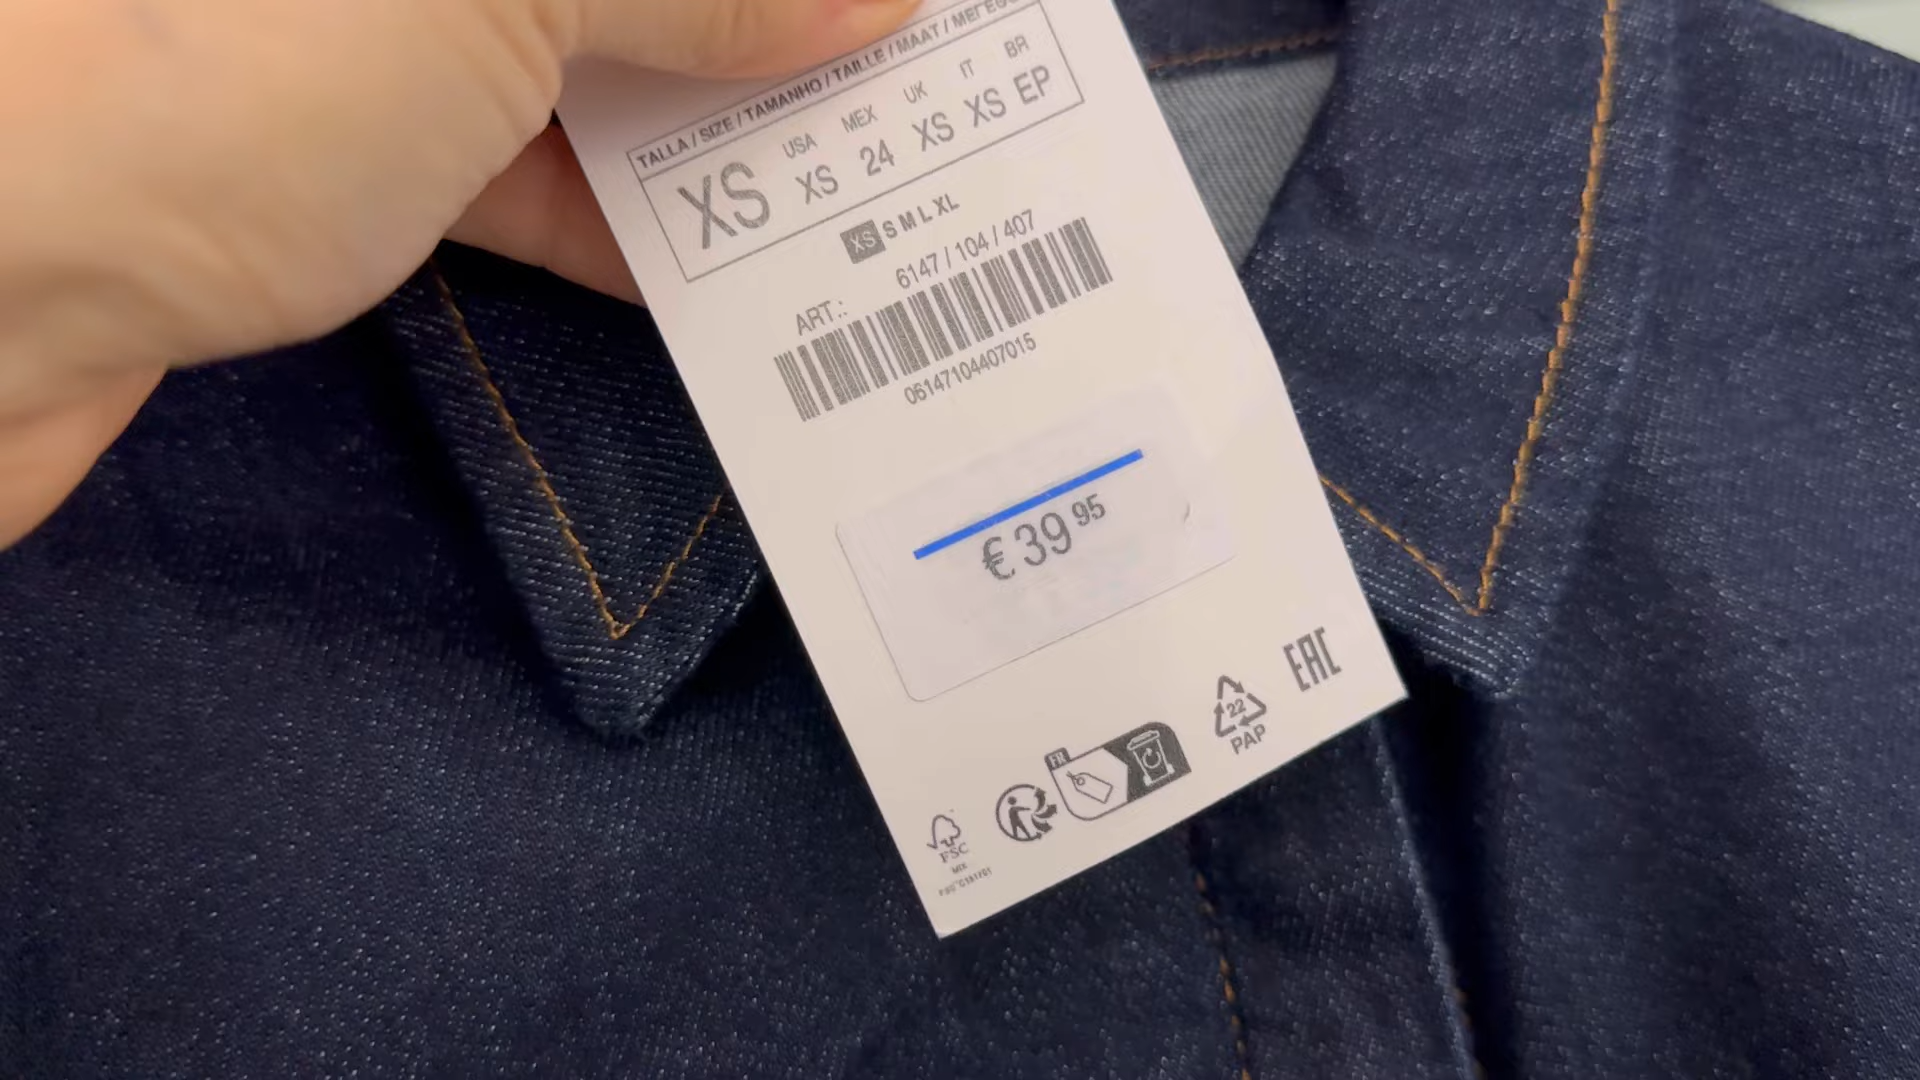 TALLA / SIZE / TAMANHO / TAILLE / MAAT / ΜΕΓΕΘΟΣ
USA MEX UK IT BR
XS XS 24 XS XS EP
XS S M L XL
ART.: 6147 / 104 / 407
06147104407015
€ 39 95
EAC
22
PAP
FR
FSC
MIX